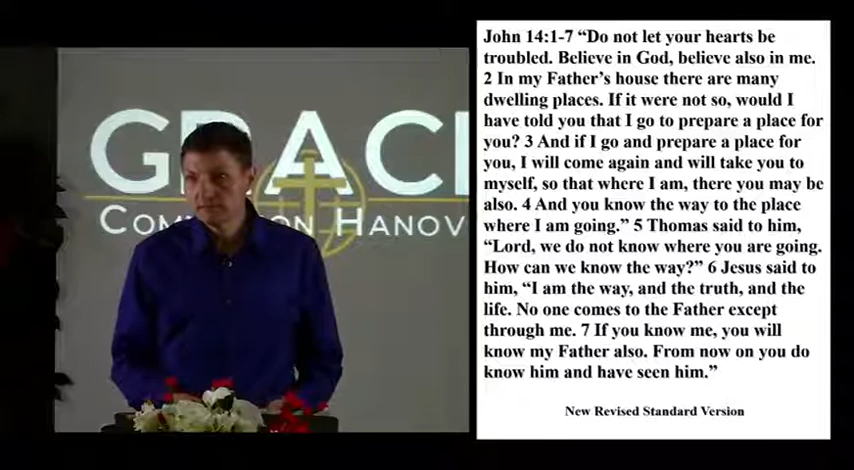 GRACE
COMM ON HANOV
John 14:1-7 “Do not let your hearts be
troubled. Believe in God, believe also in me.
2 In my Father’s house there are many
dwelling places. If it were not so, would I
have told you that I go to prepare a place for
you? 3 And if I go and prepare a place for
you, I will come again and will take you to
myself, so that where I am, there you may be
also. 4 And you know the way to the place
where I am going.” 5 Thomas said to him,
“Lord, we do not know where you are going.
How can we know the way?” 6 Jesus said to
him, “I am the way, and the truth, and the
life. No one comes to the Father except
through me. 7 If you know me, you will
know my Father also. From now on you do
know him and have seen him.”
New Revised Standard Version